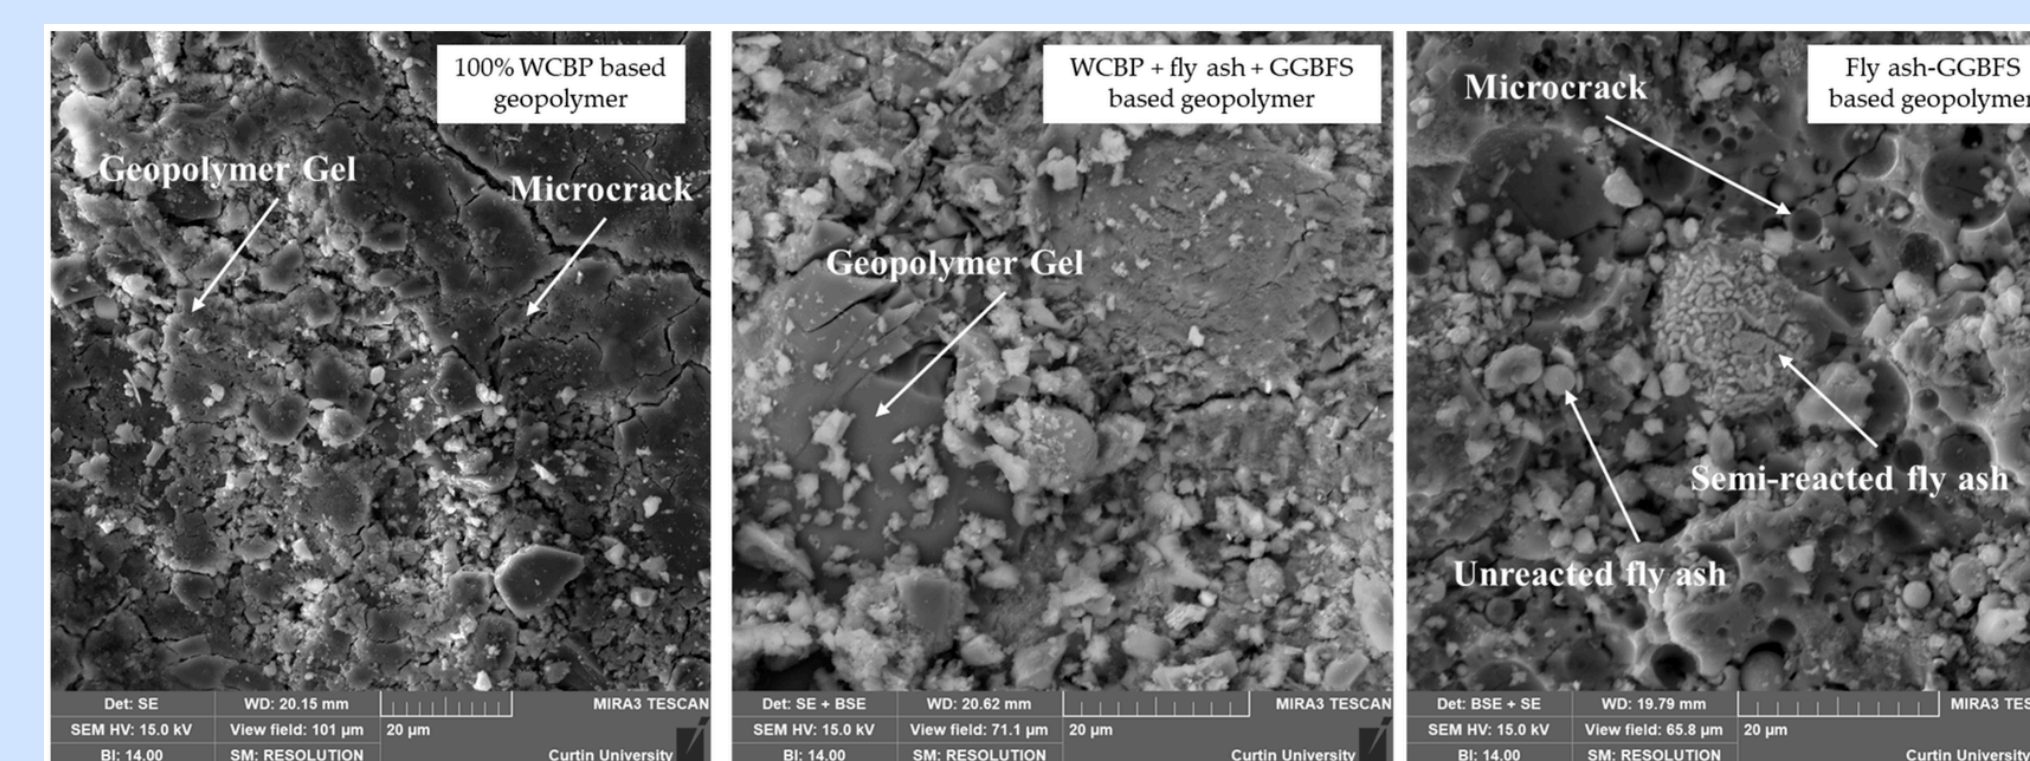 100% WCBP based
geopolymer
Geopolymer Gel
Microcrack
Det: SE
WD: 20.15 mm
MIRA3 TESCAN
SEM HV: 15.0 kV
View field: 101 µm
20 µm
BI: 14.00
SM: RESOLUTION
Curtin University
WCBP + fly ash + GGBFS
based geopolymer
Geopolymer Gel
Det: SE + BSE
WD: 20.62 mm
MIRA3 TESCAN
SEM HV: 15.0 kV
View field: 71.1 µm
20 µm
BI: 14.00
SM: RESOLUTION
Curtin University
Fly ash-GGBFS
based geopolymer
Microcrack
Semi-reacted fly ash
Unreacted fly ash
Det: BSE + SE
WD: 19.79 mm
MIRA3 TES
SEM HV: 15.0 kV
View field: 65.8 µm
20 µm
BI: 14.00
SM: RESOLUTION
Curtin University